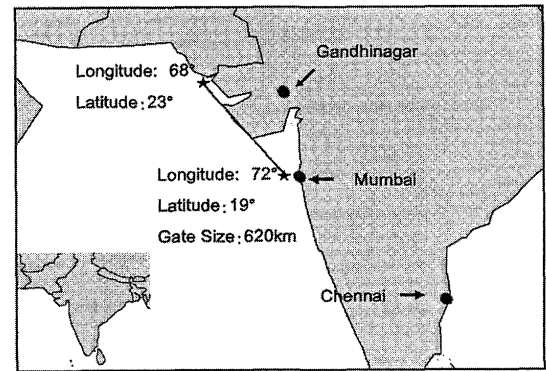 Gandhinagar
Longitude: 68°
Latitude: 23°
Longitude: 72°
Mumbai
Latitude: 19°
Gate Size: 620km
Chennai